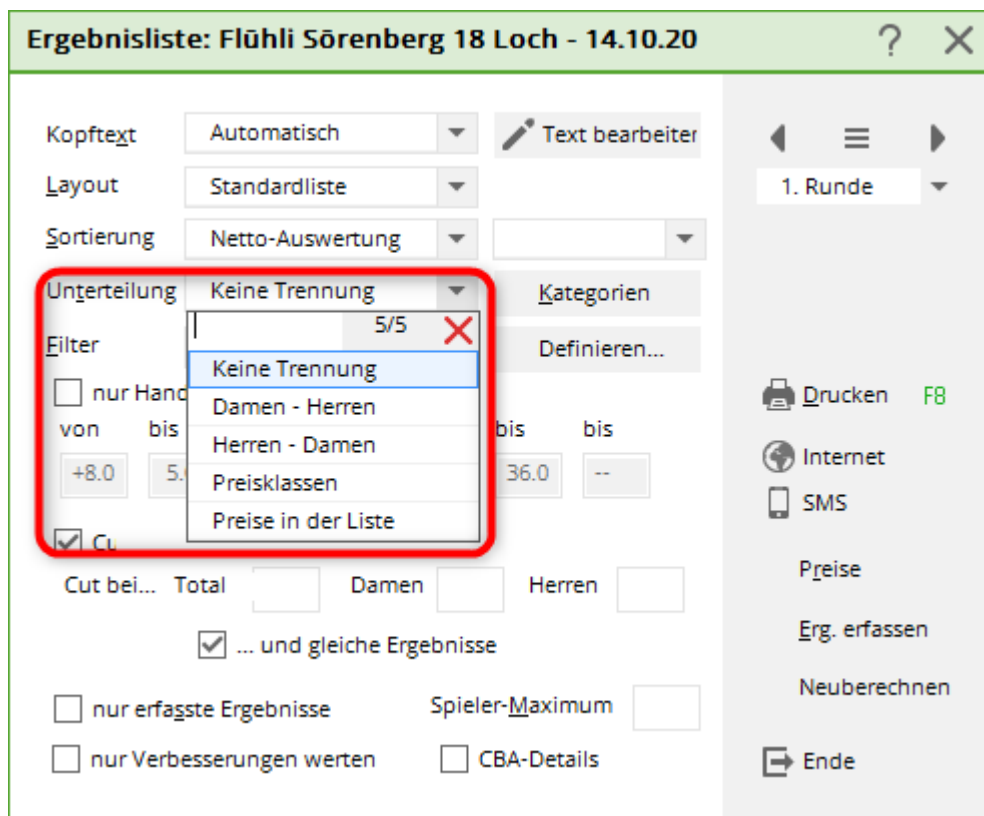 Ergebnisliste: Flühli Sörenberg 18 Loch - 14.10.20 ?
Kopftext Automatisch Text bearbeiter
Layout Standardliste
1. Runde
Sortierung Netto-Auswertung
Unterteilung Keine Trennung Kategorien
5/5
Filter Definieren...
Keine Trennung
nur Hand
Damen - Herren
Drucken F8
von bis bis bis
Herren - Damen
Internet
+8.0 5. 36.0 --
Preisklassen
SMS
Preise in der Liste
Cu
Preise
Cut bei... Total Damen Herren
Erg. erfassen
... und gleiche Ergebnisse
Neuberechnen
nur erfasste Ergebnisse Spieler-Maximum
nur Verbesserungen werten CBA-Details
Ende